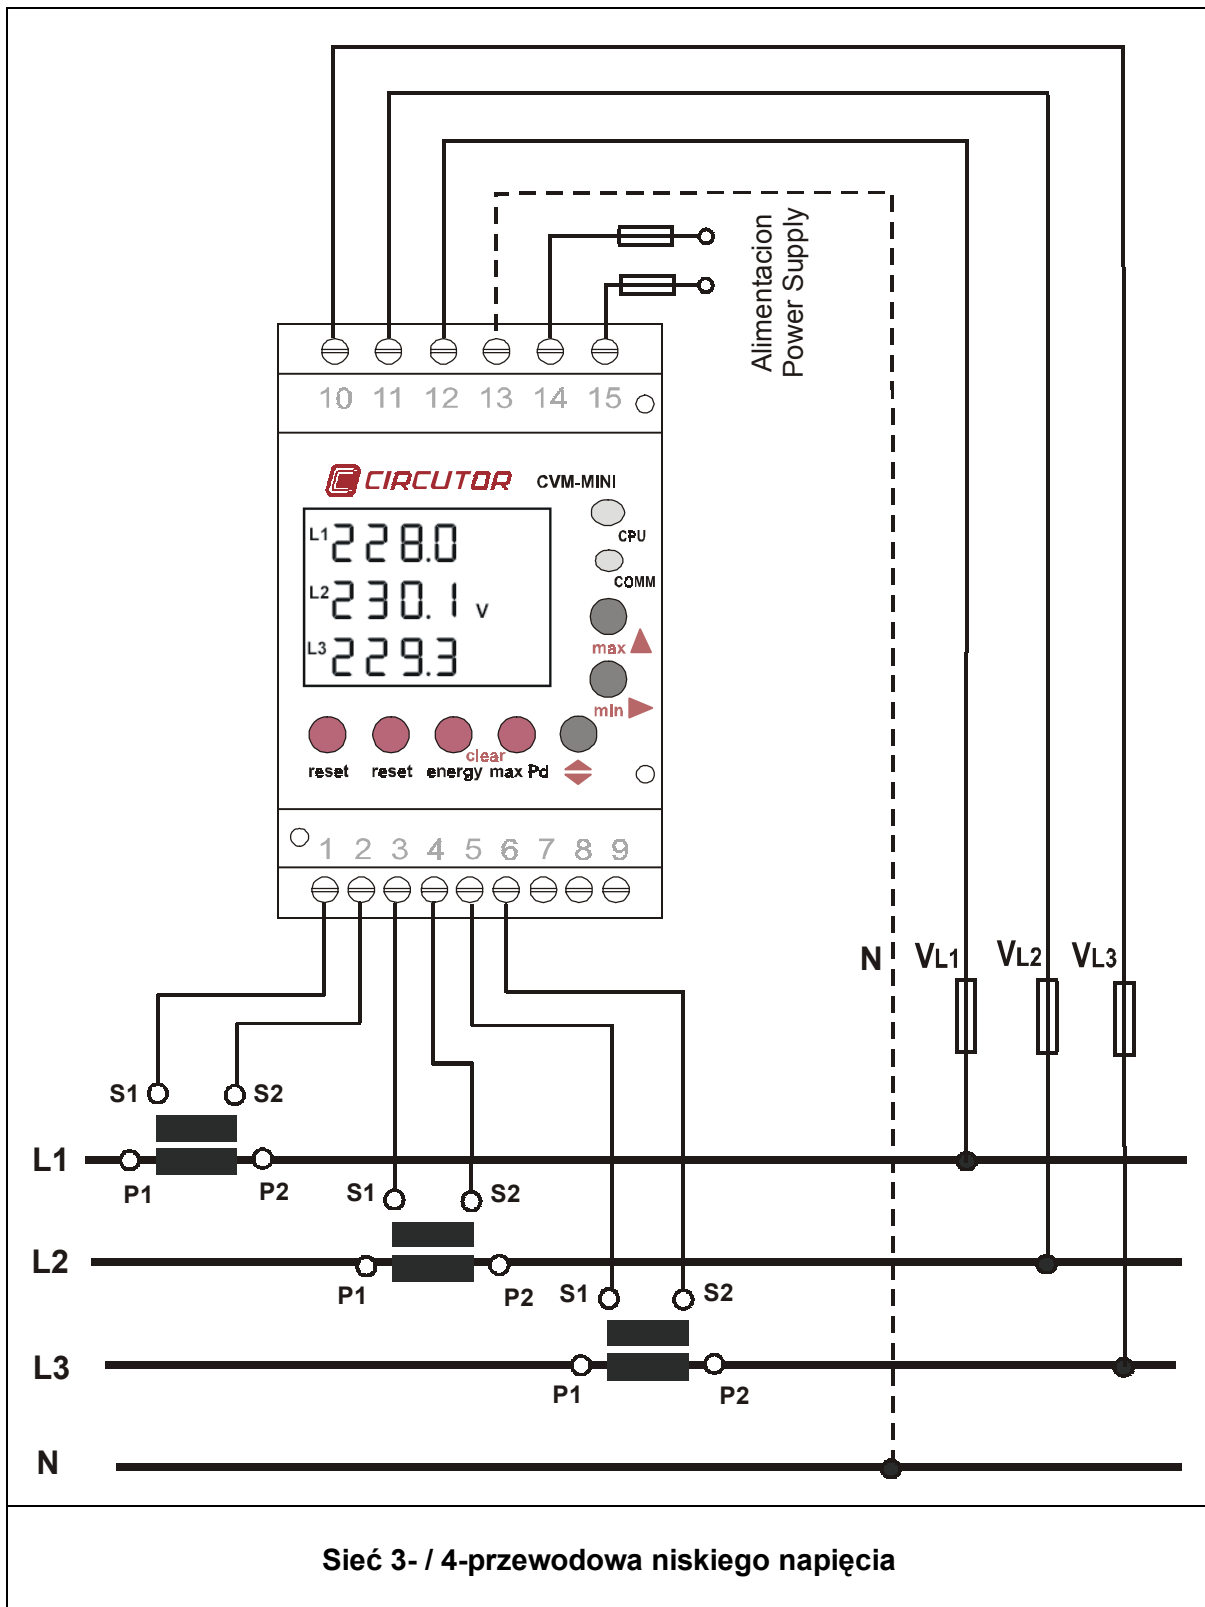 Alimentacion
Power Supply
10 11 12 13 14 15
CIRCUTOR CVM-MINI
CPU
COMM
L1 228.0
L2 230.1 V
L3 229.3
max
min
clear
reset reset energy max Pd
1 2 3 4 5 6 7 8 9
N VL1 VL2 VL3
S1 S2
L1
P1 P2
S1 S2
L2
P1 P2
S1 S2
L3
P1 P2
N
Sieć 3- / 4-przewodowa niskiego napięcia